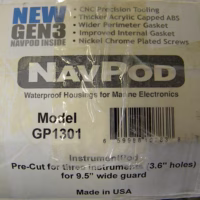 NEW
GEN3
NAVPOD INSIDE
• CNC Precision Tooling
• Thicker Acrylic Capped ABS
• Wider Perimeter Gasket
• Improved Internal Gasket
• Nickel Chrome Plated Screws
NAVPOD
Waterproof Housings for Marine Electronics
Model
GP1301
InstrumentPod
Pre-Cut for three instruments (3.6" holes)
for 9.5" wide guard
Made in USA